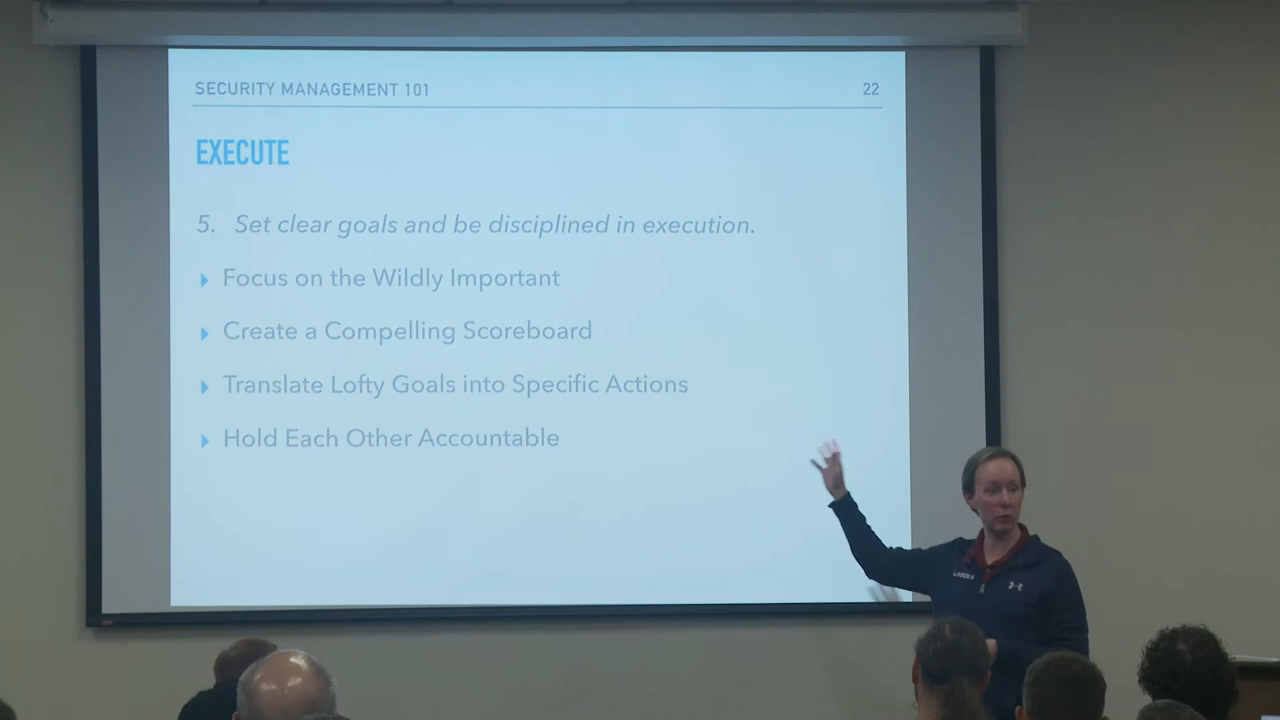 SECURITY MANAGEMENT 101
22
EXECUTE
5. Set clear goals and be disciplined in execution.
Focus on the Wildly Important
Create a Compelling Scoreboard
Translate Lofty Goals into Specific Actions
Hold Each Other Accountable